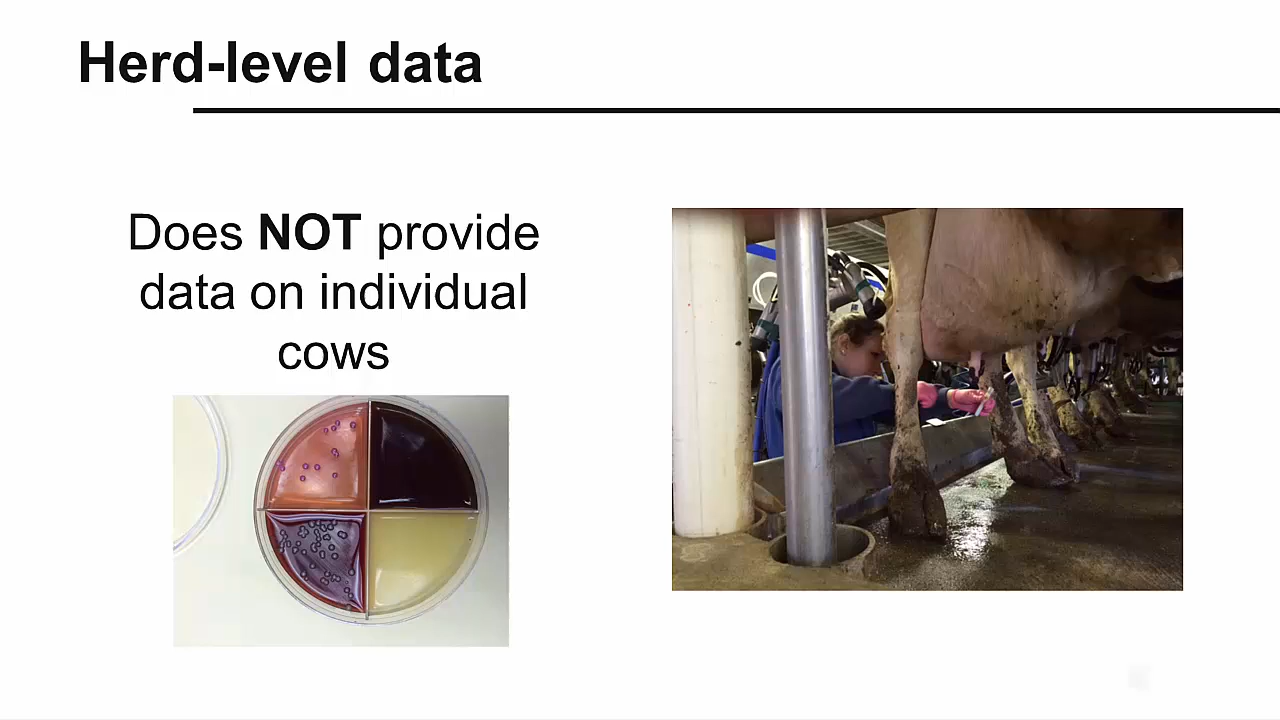 Herd-level data
Does NOT provide
data on individual
cows